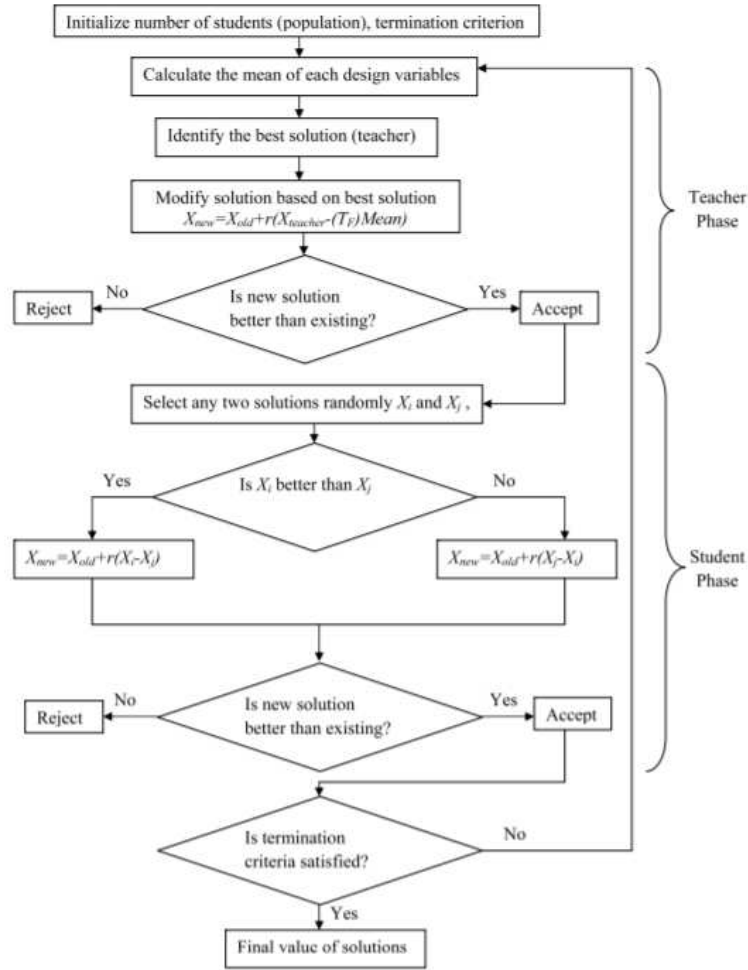 Initialize number of students (population), termination criterion
Calculate the mean of each design variables
Identify the best solution (teacher)
Modify solution based on best solution
Xnew=Xold+r(Xteacher-(TF)Mean)
Teacher
Phase
No
Is new solution
better than existing?
Yes
Reject
Accept
Select any two solutions randomly Xi and Xj ,
Yes
Is Xi better than Xj
No
Xnew=Xold+r(Xi-Xj)
Xnew=Xold+r(Xj-Xi)
Student
Phase
No
Is new solution
better than existing?
Yes
Reject
Accept
Is termination
criteria satisfied?
No
Yes
Final value of solutions